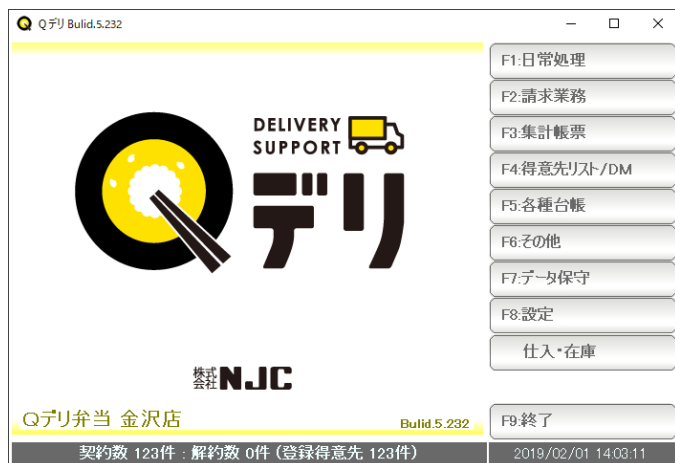 Qデリ Bulid.5.232
DELIVERY
SUPPORT
デリ
株式会社NJC
Qデリ弁当 金沢店
Bulid.5.232
契約数 123件 : 解約数 0件 (登録得意先 123件)
F1:日常処理
F2:請求業務
F3:集計帳票
F4:得意先リスト/DM
F5:各種台帳
F6:その他
F7:データ保守
F8:設定
仕入・在庫
F9:終了
2019/02/01 14:03:11